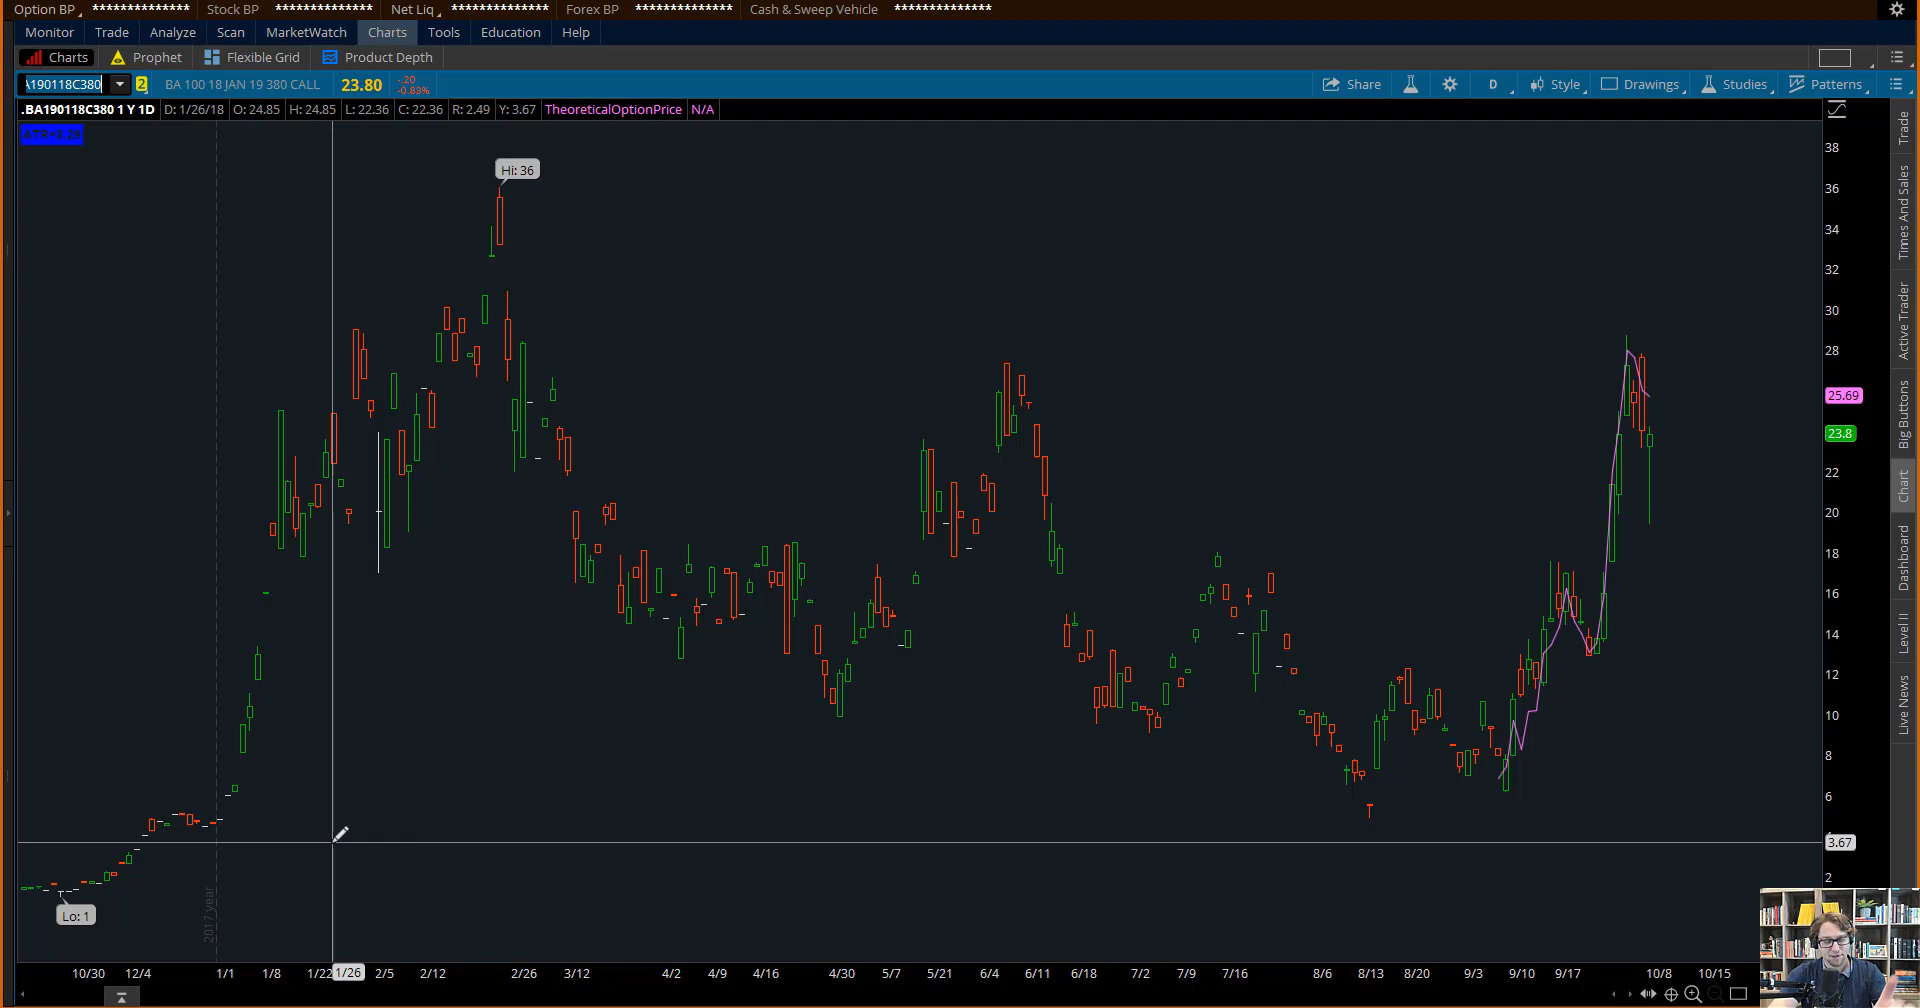 Option BP ************** Stock BP ************** Net Liq ************** Forex BP ************** Cash & Sweep Vehicle **************
Monitor Trade Analyze Scan MarketWatch Charts Tools Education Help
Charts Prophet Flexible Grid Product Depth
A190118C380 2 BA 100 18 JAN 19 380 CALL 23.80 -.20 -0.83% Share D Style Drawings Studies Patterns
.BA190118C380 1 Y 1D D: 1/26/18 O: 24.85 H: 24.85 L: 22.36 C: 22.36 R: 2.49 Y: 3.67 TheoreticalOptionPrice N/A
ATR=3.29
Hi: 36
Lo: 1
2017 year
38
36
34
32
30
28
25.69
23.8
22
20
18
16
14
12
10
8
6
3.67
2
10/30 12/4 1/1 1/8 1/22 1/26 2/5 2/12 2/26 3/12 4/2 4/9 4/16 4/30 5/7 5/21 6/4 6/11 6/18 7/2 7/9 7/16 8/6 8/13 8/20 9/3 9/10 9/17 10/8 10/15
Trade
Times And Sales
Active Trader
Big Buttons
Chart
Dashboard
Level II
Live News